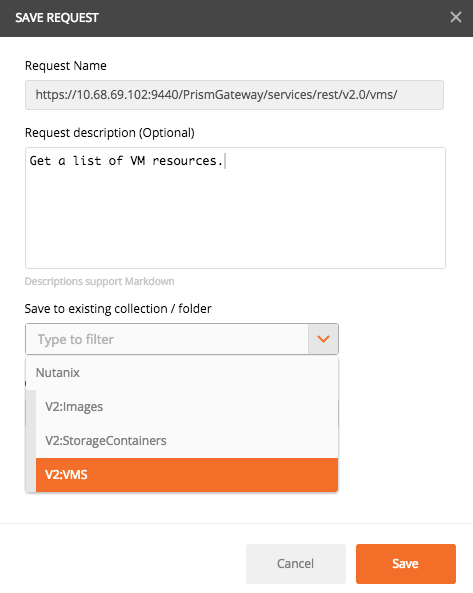 SAVE REQUEST
Request Name
https://10.68.69.102:9440/PrismGateway/services/rest/v2.0/vms/
Request description (Optional)
Get a list of VM resources.
Descriptions support Markdown
Save to existing collection / folder
Type to filter
Nutanix
V2:Images
V2:StorageContainers
V2:VMS
Cancel
Save